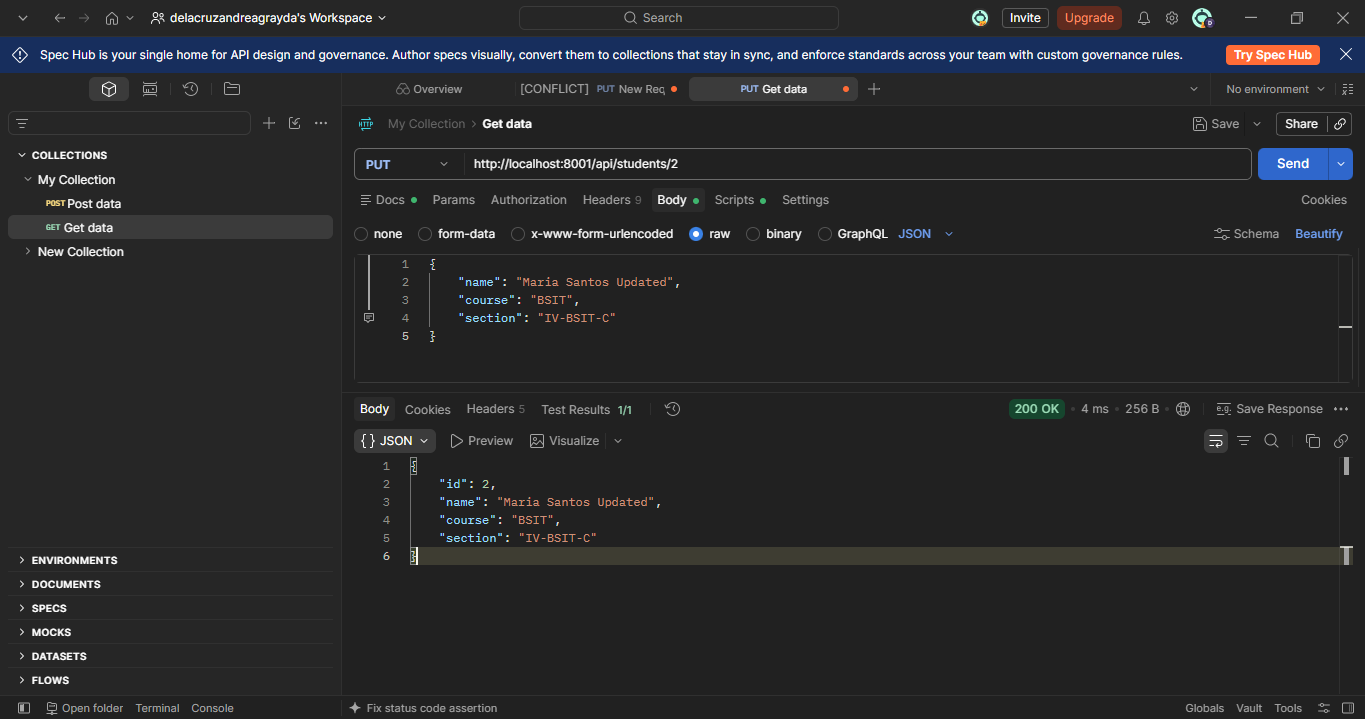 delacruzandreagrayda's Workspace
Search
Invite
Upgrade
Spec Hub is your single home for API design and governance. Author specs visually, convert them to collections that stay in sync, and enforce standards across your team with custom governance rules.
Try Spec Hub
Overview
[CONFLICT] PUT New Req
PUT Get data
No environment
HTTP My Collection > Get data
Save
Share
COLLECTIONS
My Collection
POST Post data
GET Get data
New Collection
PUT
http://localhost:8001/api/students/2
Send
Docs
Params
Authorization
Headers 9
Body
Scripts
Settings
Cookies
none
form-data
x-www-form-urlencoded
raw
binary
GraphQL
JSON
Schema
Beautify
1 {
2 "name": "Maria Santos Updated",
3 "course": "BSIT",
4 "section": "IV-BSIT-C"
5 }
Body
Cookies
Headers 5
Test Results 1/1
200 OK
4 ms
256 B
e.g. Save Response
{} JSON
Preview
Visualize
1 {
2 "id": 2,
3 "name": "Maria Santos Updated",
4 "course": "BSIT",
5 "section": "IV-BSIT-C"
6 }
ENVIRONMENTS
DOCUMENTS
SPECS
MOCKS
DATASETS
FLOWS
Open folder
Terminal
Console
Fix status code assertion
Globals
Vault
Tools